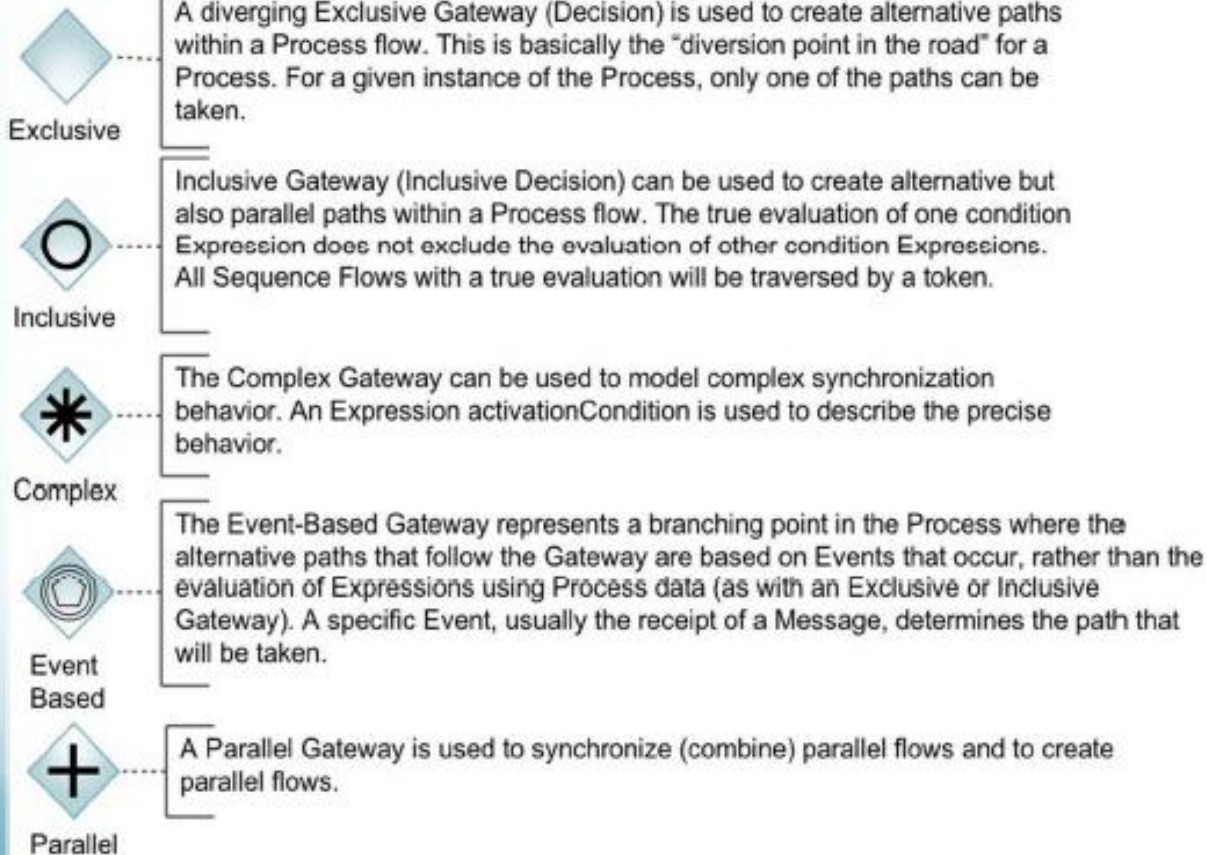 A diverging Exclusive Gateway (Decision) is used to create alternative paths
within a Process flow. This is basically the “diversion point in the road” for a
Process. For a given instance of the Process, only one of the paths can be
taken.
Exclusive
Inclusive Gateway (Inclusive Decision) can be used to create alternative but
also parallel paths within a Process flow. The true evaluation of one condition
Expression does not exclude the evaluation of other condition Expressions.
All Sequence Flows with a true evaluation will be traversed by a token.
Inclusive
The Complex Gateway can be used to model complex synchronization
behavior. An Expression activationCondition is used to describe the precise
behavior.
Complex
The Event-Based Gateway represents a branching point in the Process where the
alternative paths that follow the Gateway are based on Events that occur, rather than the
evaluation of Expressions using Process data (as with an Exclusive or Inclusive
Gateway). A specific Event, usually the receipt of a Message, determines the path that
will be taken.
Event
Based
A Parallel Gateway is used to synchronize (combine) parallel flows and to create
parallel flows.
Parallel